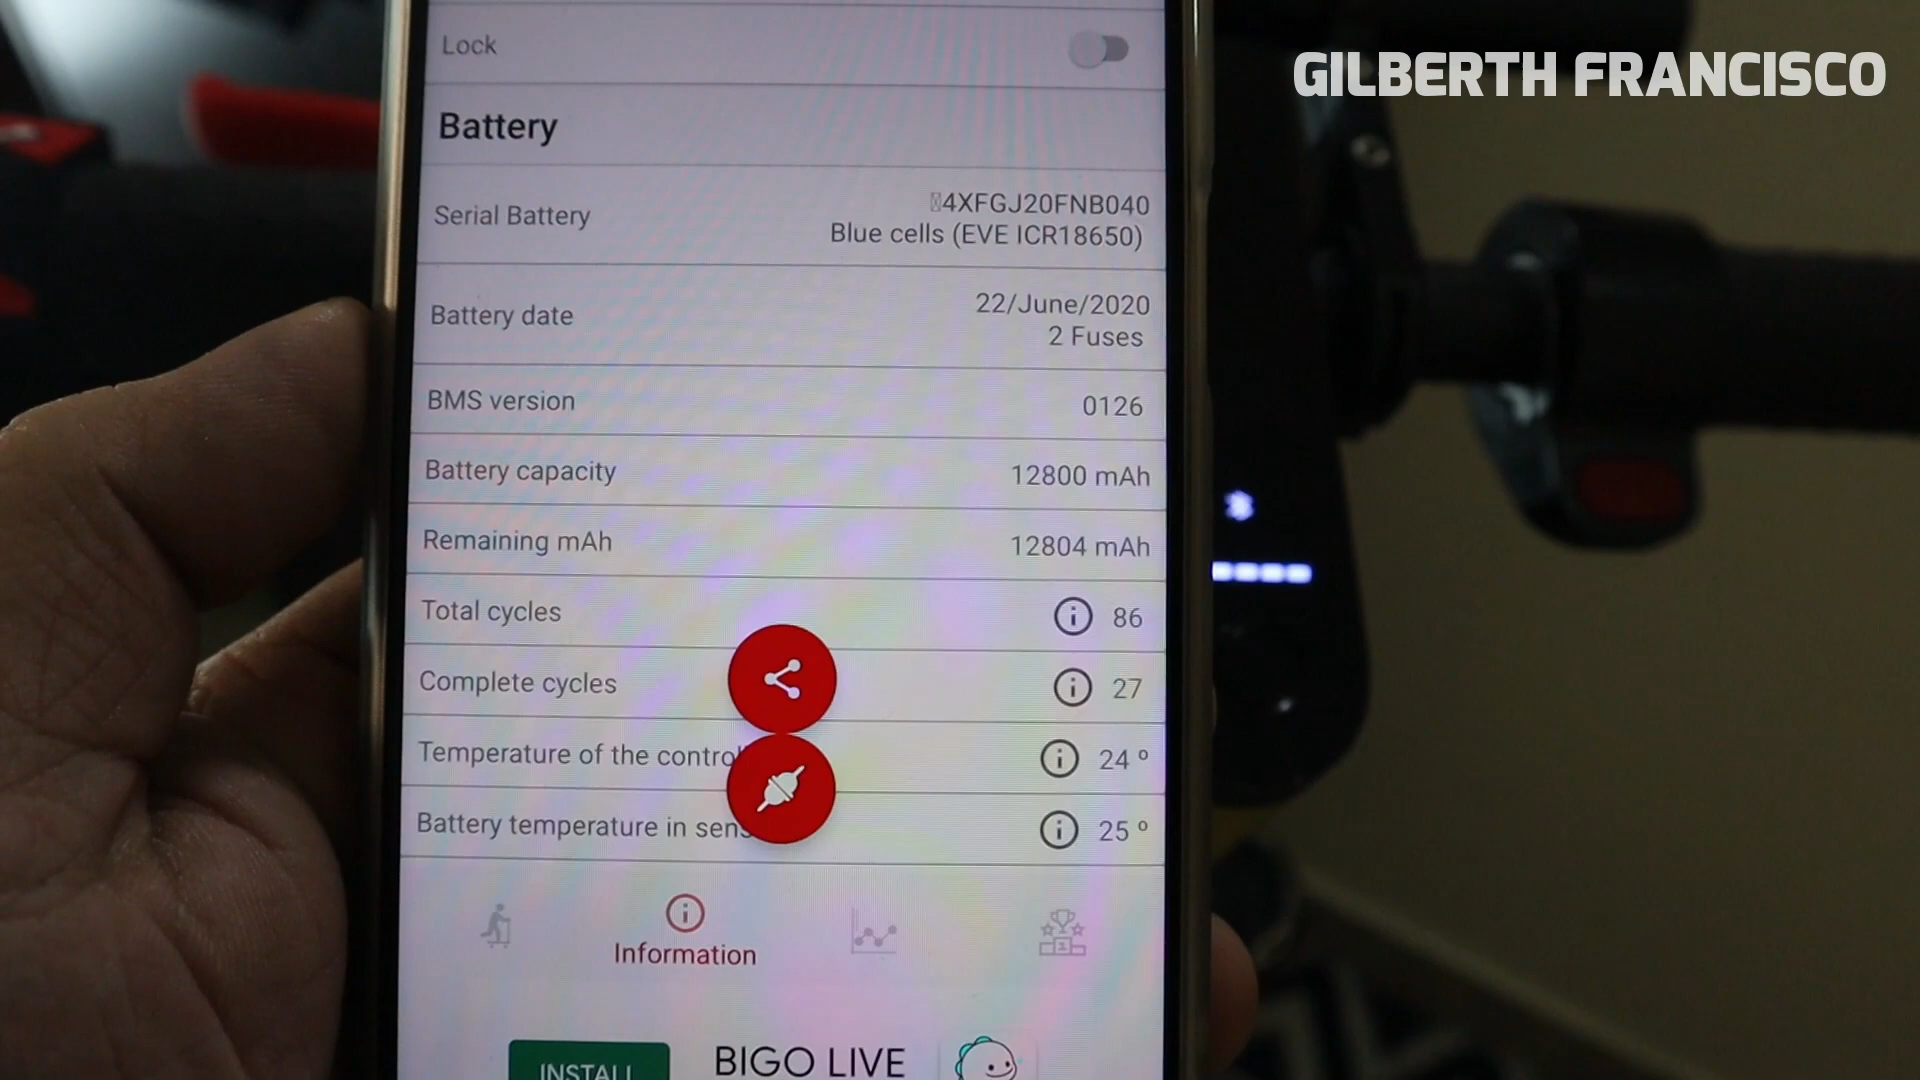 GILBERTH FRANCISCO
Lock
Battery
Serial Battery
4XFGJ20FNB040
Blue cells (EVE ICR18650)
Battery date
22/June/2020
2 Fuses
BMS version
0126
Battery capacity
12800 mAh
Remaining mAh
12804 mAh
Total cycles
86
Complete cycles
27
Temperature of the control
24 º
Battery temperature in sens
25 º
Information
INSTALL
BIGO LIVE